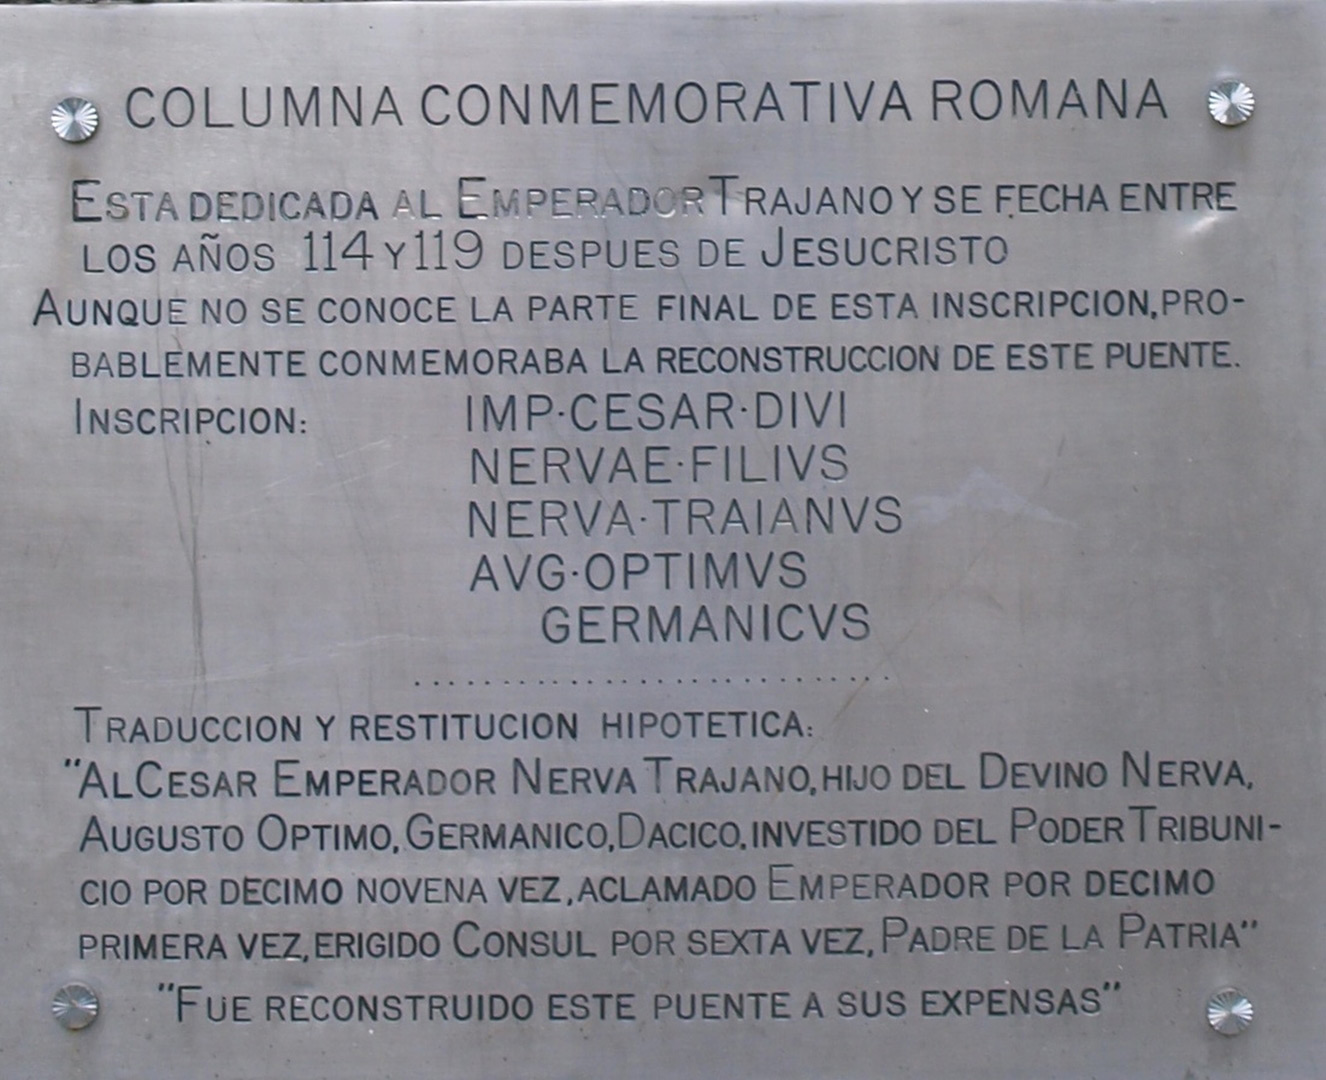 COLUMNA CONMEMORATIVA ROMANA
ESTA DEDICADA AL EMPERADOR TRAJANO Y SE FECHA ENTRE
LOS AÑOS 114 Y 119 DESPUES DE JESUCRISTO
AUNQUE NO SE CONOCE LA PARTE FINAL DE ESTA INSCRIPCION, PRO-
BABLEMENTE CONMEMORABA LA RECONSTRUCCION DE ESTE PUENTE.
INSCRIPCION: IMP·CESAR·DIVI
NERVAE·FILIVS
NERVA·TRAIANVS
AVG·OPTIMVS
GERMANICVS
........................................
TRADUCCION Y RESTITUCION HIPOTETICA:
"AL CESAR EMPERADOR NERVA TRAJANO, HIJO DEL DEVINO NERVA,
AUGUSTO OPTIMO, GERMANICO, DACICO, INVESTIDO DEL PODER TRIBUNI-
CIO POR DECIMO NOVENA VEZ, ACLAMADO EMPERADOR POR DECIMO
PRIMERA VEZ, ERIGIDO CONSUL POR SEXTA VEZ, PADRE DE LA PATRIA"
"FUE RECONSTRUIDO ESTE PUENTE A SUS EXPENSAS"